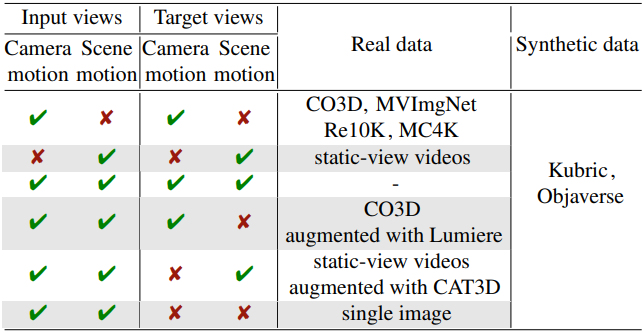 Input views Target views Real data Synthetic data
Camera motion Scene motion Camera motion Scene motion
✔ ✘ ✔ ✘ CO3D, MVImgNet
Re10K, MC4K
✘ ✔ ✘ ✔ static-view videos
✔ ✔ ✔ ✔ -
Kubric,
Objaverse
✔ ✔ ✔ ✘ CO3D
augmented with Lumiere
✔ ✔ ✘ ✔ static-view videos
augmented with CAT3D
✔ ✔ ✘ ✘ single image